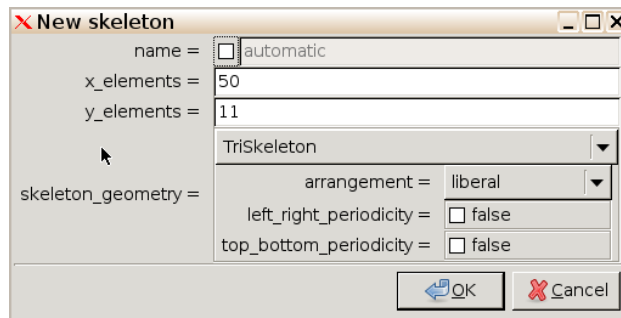 New skeleton
name = automatic
x_elements = 50
y_elements = 11
skeleton_geometry =
TriSkeleton
arrangement = liberal
left_right_periodicity = false
top_bottom_periodicity = false
OK Cancel